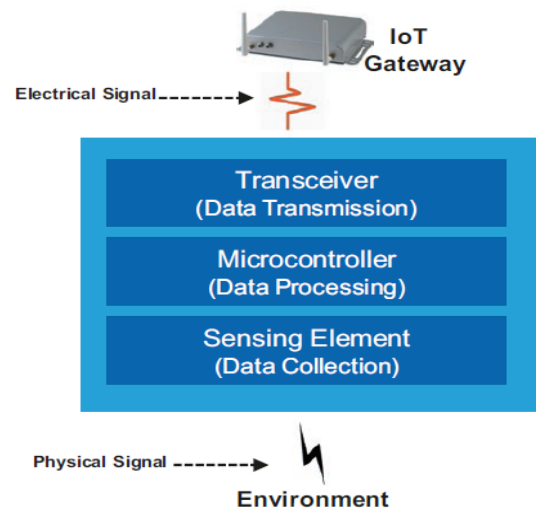 IoT
Gateway
Electrical Signal
Transceiver
(Data Transmission)
Microcontroller
(Data Processing)
Sensing Element
(Data Collection)
Physical Signal
Environment